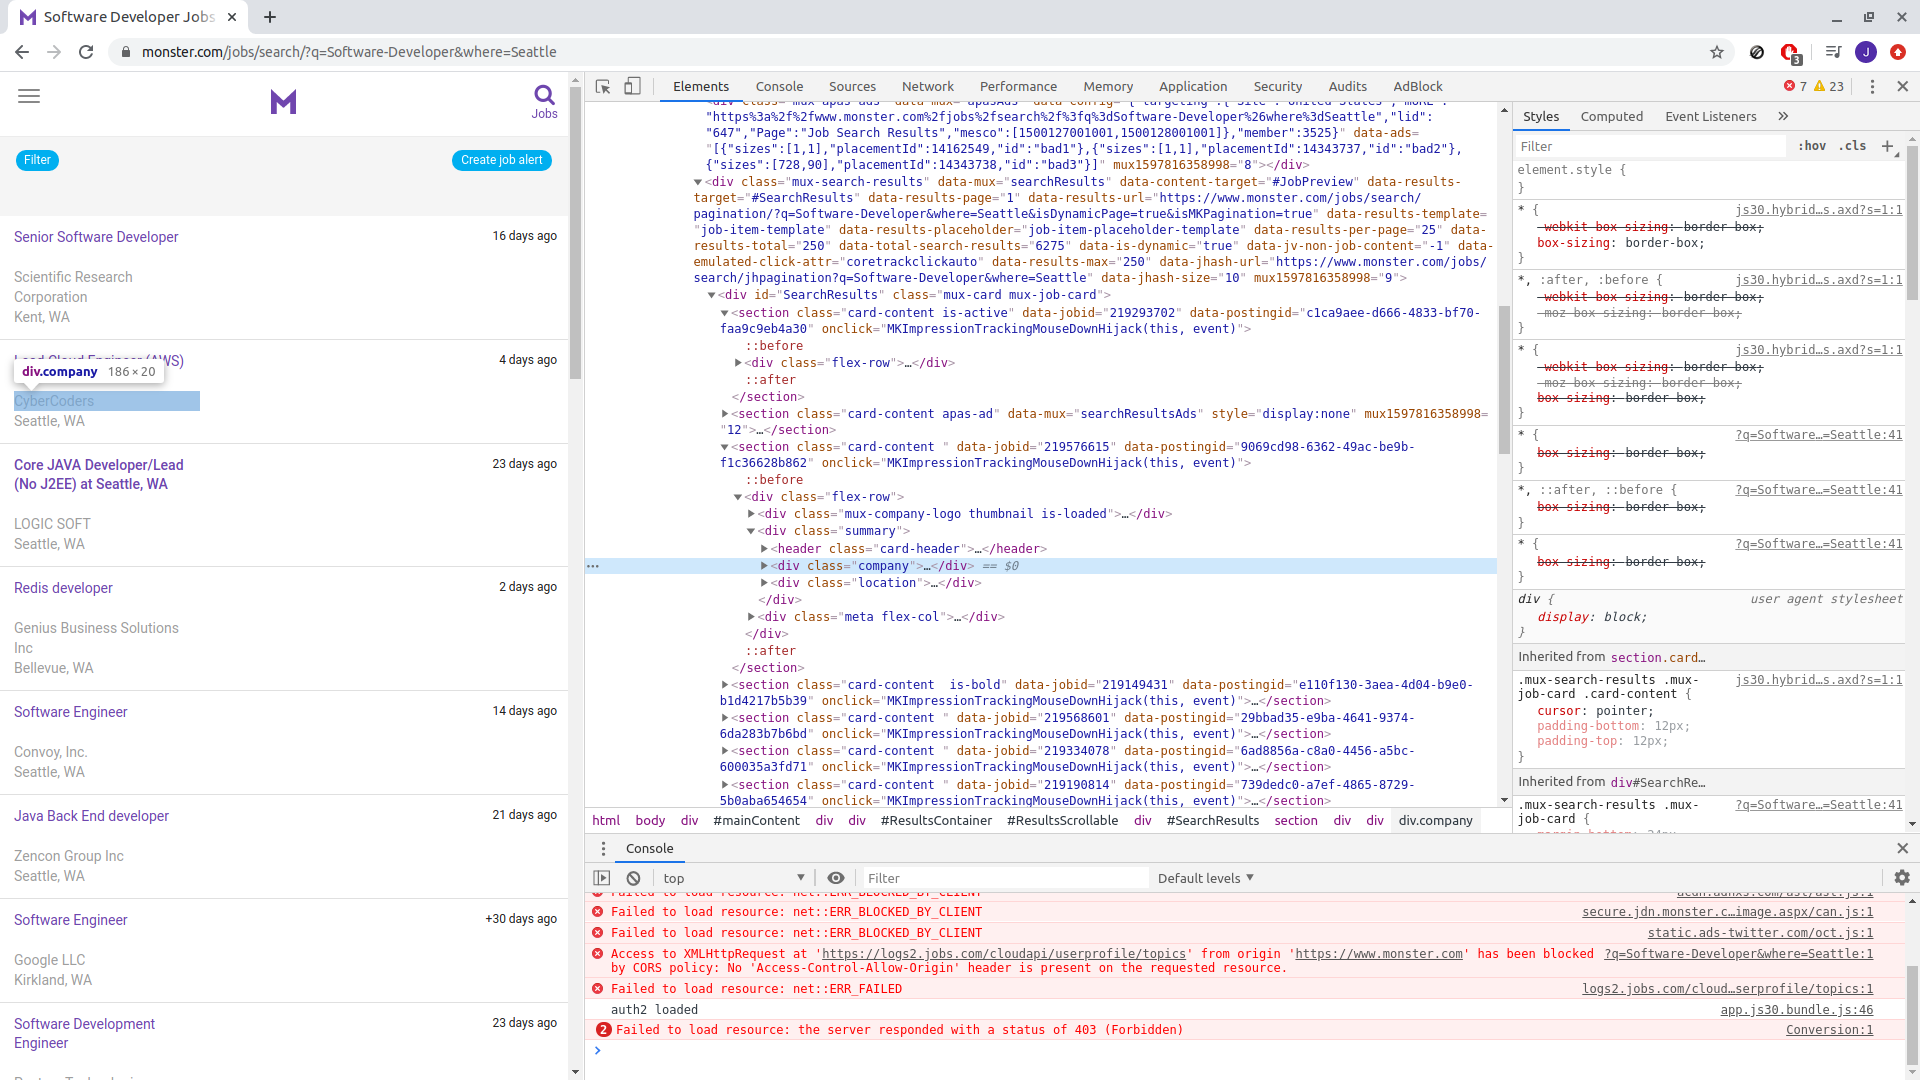 Software Developer Jobs
monster.com/jobs/search/?q=Software-Developer&where=Seattle
3
J
Jobs
Filter
Create job alert
Senior Software Developer
16 days ago
Scientific Research
Corporation
Kent, WA
Lead Cloud Engineer (AWS)
4 days ago
div.company 186 × 20
CyberCoders
Seattle, WA
Core JAVA Developer/Lead
(No J2EE) at Seattle, WA
23 days ago
LOGIC SOFT
Seattle, WA
Redis developer
2 days ago
Genius Business Solutions
Inc
Bellevue, WA
Software Engineer
14 days ago
Convoy, Inc.
Seattle, WA
Java Back End developer
21 days ago
Zencon Group Inc
Seattle, WA
Software Engineer
+30 days ago
Google LLC
Kirkland, WA
Software Development
Engineer
23 days ago
Elements Console Sources Network Performance Memory Application Security Audits AdBlock
7 23
"https%3a%2f%2fwww.monster.com%2fjobs%2fsearch%2f%3fq%3dSoftware-Developer%26where%3dSeattle","lid":
"647","Page":"Job Search Results","mesco":[1500127001001,1500128001001]},"member":3525}" data-ads=
"[{"sizes":[1,1],"placementId":14162549,"id":"bad1"},{"sizes":[1,1],"placementId":14343737,"id":"bad2"},
{"sizes":[728,90],"placementId":14343738,"id":"bad3"}]" mux1597816358998="8"></div>
<div class="mux-search-results" data-mux="searchResults" data-content-target="#JobPreview" data-results-
target="#SearchResults" data-results-page="1" data-results-url="https://www.monster.com/jobs/search/
pagination/?q=Software-Developer&where=Seattle&isDynamicPage=true&isMKPagination=true" data-results-template=
"job-item-template" data-results-placeholder="job-item-placeholder-template" data-results-per-page="25" data-
results-total="250" data-total-search-results="6275" data-is-dynamic="true" data-jv-non-job-content="-1" data-
emulated-click-attr="coretrackclickauto" data-results-max="250" data-jhash-url="https://www.monster.com/jobs/
search/jhpagination?q=Software-Developer&where=Seattle" data-jhash-size="10" mux1597816358998="9">
<div id="SearchResults" class="mux-card mux-job-card">
<section class="card-content is-active" data-jobid="219293702" data-postingid="c1ca9aee-d666-4833-bf70-
faa9c9eb4a30" onclick="MKImpressionTrackingMouseDownHijack(this, event)">
::before
<div class="flex-row">…</div>
::after
</section>
<section class="card-content apas-ad" data-mux="searchResultsAds" style="display:none" mux1597816358998=
"12">…</section>
<section class="card-content " data-jobid="219576615" data-postingid="9069cd98-6362-49ac-be9b-
f1c36628b862" onclick="MKImpressionTrackingMouseDownHijack(this, event)">
::before
<div class="flex-row">
<div class="mux-company-logo thumbnail is-loaded">…</div>
<div class="summary">
<header class="card-header">…</header>
<div class="company">…</div> == $0
<div class="location">…</div>
</div>
<div class="meta flex-col">…</div>
</div>
::after
</section>
<section class="card-content  is-bold" data-jobid="219149431" data-postingid="e110f130-3aea-4d04-b9e0-
b1d4217b5b39" onclick="MKImpressionTrackingMouseDownHijack(this, event)">…</section>
<section class="card-content " data-jobid="219568601" data-postingid="29bbad35-e9ba-4641-9374-
6da283b7b6bd" onclick="MKImpressionTrackingMouseDownHijack(this, event)">…</section>
<section class="card-content " data-jobid="219334078" data-postingid="6ad8856a-c8a0-4456-a5bc-
600035a3fd71" onclick="MKImpressionTrackingMouseDownHijack(this, event)">…</section>
<section class="card-content " data-jobid="219190814" data-postingid="739dedc0-a7ef-4865-8729-
5b0aba654654" onclick="MKImpressionTrackingMouseDownHijack(this, event)">…</section>
html body div #mainContent div div #ResultsContainer #ResultsScrollable div #SearchResults section div div div.company
Styles Computed Event Listeners »
Filter :hov .cls +
element.style {
}
* { js30.hybrid…s.axd?s=1:1
-webkit-box-sizing: border-box;
box-sizing: border-box;
}
*, :after, :before { js30.hybrid…s.axd?s=1:1
-webkit-box-sizing: border-box;
-moz-box-sizing: border-box;
}
* { js30.hybrid…s.axd?s=1:1
-webkit-box-sizing: border-box;
-moz-box-sizing: border-box;
box-sizing: border-box;
}
* { ?q=Software…=Seattle:41
box-sizing: border-box;
}
*, ::after, ::before { ?q=Software…=Seattle:41
box-sizing: border-box;
}
* { ?q=Software…=Seattle:41
box-sizing: border-box;
}
div { user agent stylesheet
display: block;
}
Inherited from section.card…
.mux-search-results .mux- js30.hybrid…s.axd?s=1:1
job-card .card-content {
cursor: pointer;
padding-bottom: 12px;
padding-top: 12px;
}
Inherited from div#SearchRe…
.mux-search-results .mux- ?q=Software…=Seattle:41
job-card {
Console
top Filter Default levels
Failed to load resource: net::ERR_BLOCKED_BY_CLIENT acdn.adnxs.com/ast/ast.js:1
Failed to load resource: net::ERR_BLOCKED_BY_CLIENT secure.jdn.monster.c…image.aspx/can.js:1
Failed to load resource: net::ERR_BLOCKED_BY_CLIENT static.ads-twitter.com/oct.js:1
Access to XMLHttpRequest at 'https://logs2.jobs.com/cloudapi/userprofile/topics' from origin 'https://www.monster.com' has been blocked ?q=Software-Developer&where=Seattle:1
by CORS policy: No 'Access-Control-Allow-Origin' header is present on the requested resource.
Failed to load resource: net::ERR_FAILED logs2.jobs.com/cloud…serprofile/topics:1
auth2 loaded app.js30.bundle.js:46
2 Failed to load resource: the server responded with a status of 403 (Forbidden) Conversion:1